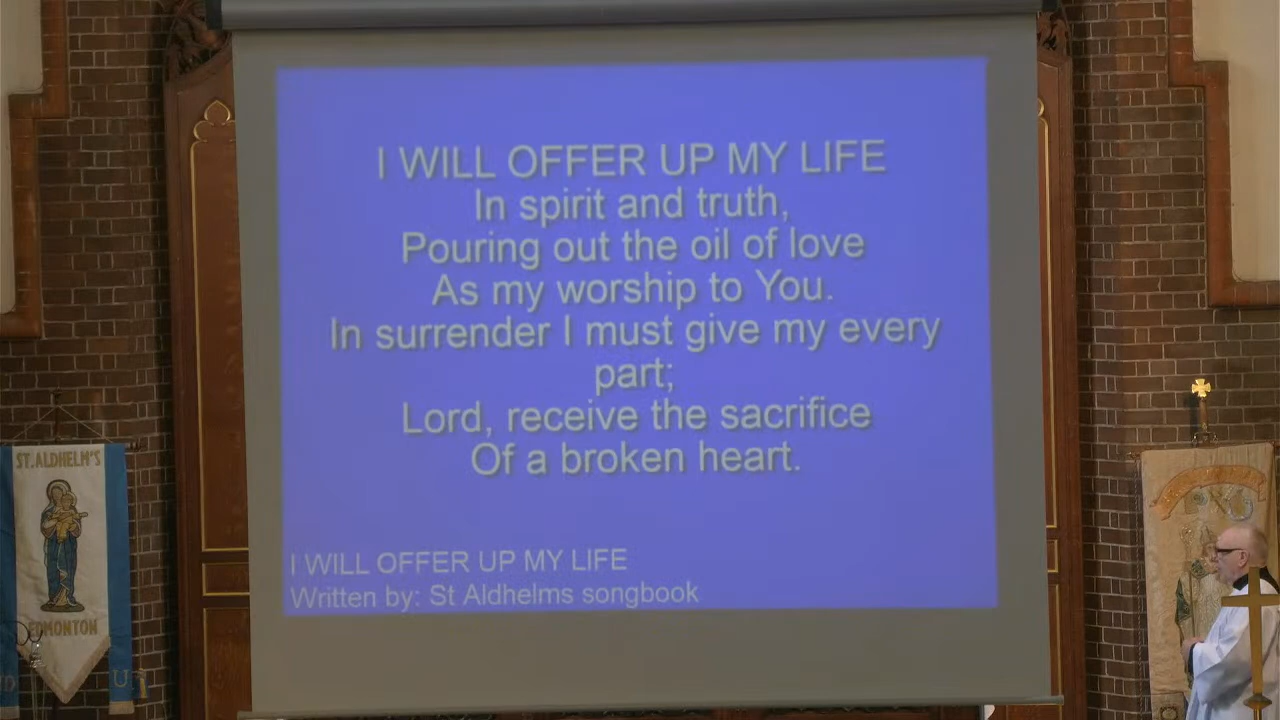 I WILL OFFER UP MY LIFE
In spirit and truth,
Pouring out the oil of love
As my worship to You.
In surrender I must give my every
part;
Lord, receive the sacrifice
Of a broken heart.
I WILL OFFER UP MY LIFE
Written by: St Aldhelms songbook
ST. ALDHELM'S
EDMONTON
U